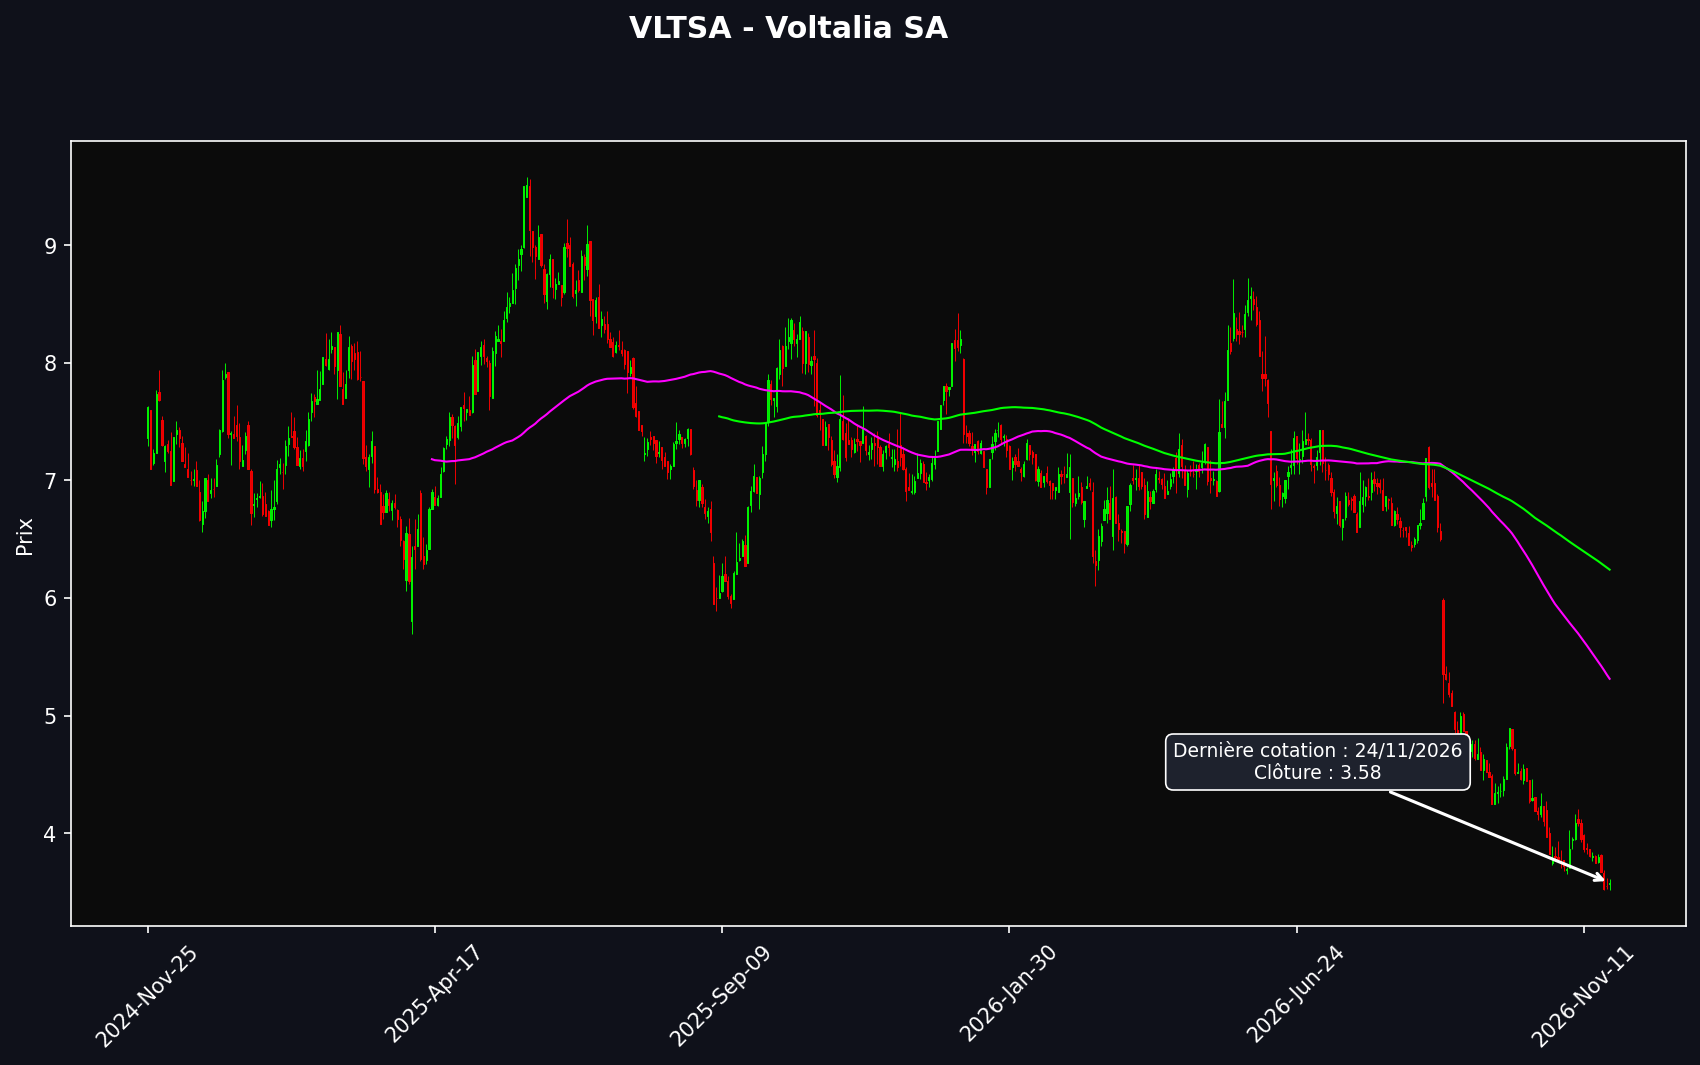 VLTSA - Voltalia SA
Prix
9
8
7
6
5
4
Dernière cotation : 24/11/2026
Clôture : 3.58
2024-Nov-25
2025-Apr-17
2025-Sep-09
2026-Jan-30
2026-Jun-24
2026-Nov-11